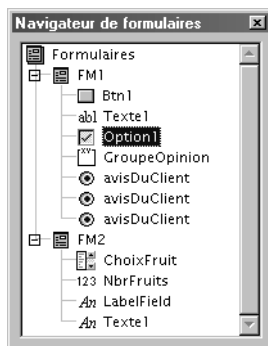 Navigateur de formulaires
Formulaires
FM1
Btn1
abl Texte1
Option1
XY GroupeOpinion
avisDuClient
avisDuClient
avisDuClient
FM2
ChoixFruit
123 NbrFruits
An LabelField
An Texte1